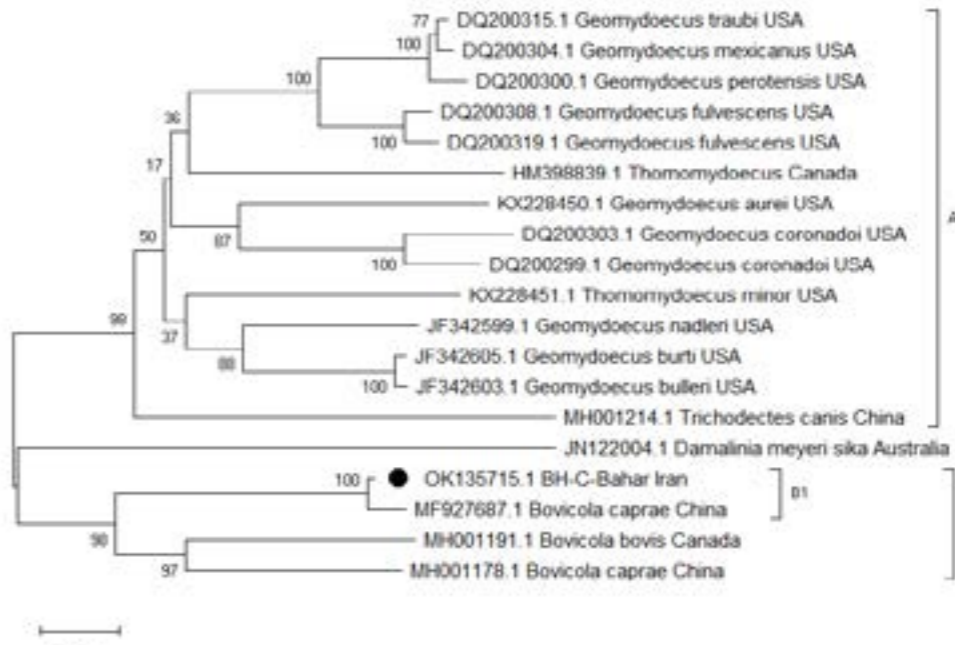 77
DQ200315.1 Geomydoecus traubi USA
100
DQ200304.1 Geomydoecus mexicanus USA
100
DQ200300.1 Geomydoecus perotensis USA
36
DQ200308.1 Geomydoecus fulvescens USA
100
DQ200319.1 Geomydoecus fulvescens USA
17
HM398839.1 Thomomydoecus Canada
KX228450.1 Geomydoecus aurei USA
A
50
87
DQ200303.1 Geomydoecus coronadoi USA
100
DQ200299.1 Geomydoecus coronadoi USA
KX228451.1 Thomomydoecus minor USA
98
37
JF342599.1 Geomydoecus nadleri USA
88
JF342605.1 Geomydoecus burti USA
100
JF342603.1 Geomydoecus bulleri USA
MH001214.1 Trichodectes canis China
JN122004.1 Damalinia meyeri sika Australia
100
OK135715.1 BH-C-Bahar Iran
B1
MF927687.1 Bovicola caprae China
98
MH001191.1 Bovicola bovis Canada
97
MH001178.1 Bovicola caprae China